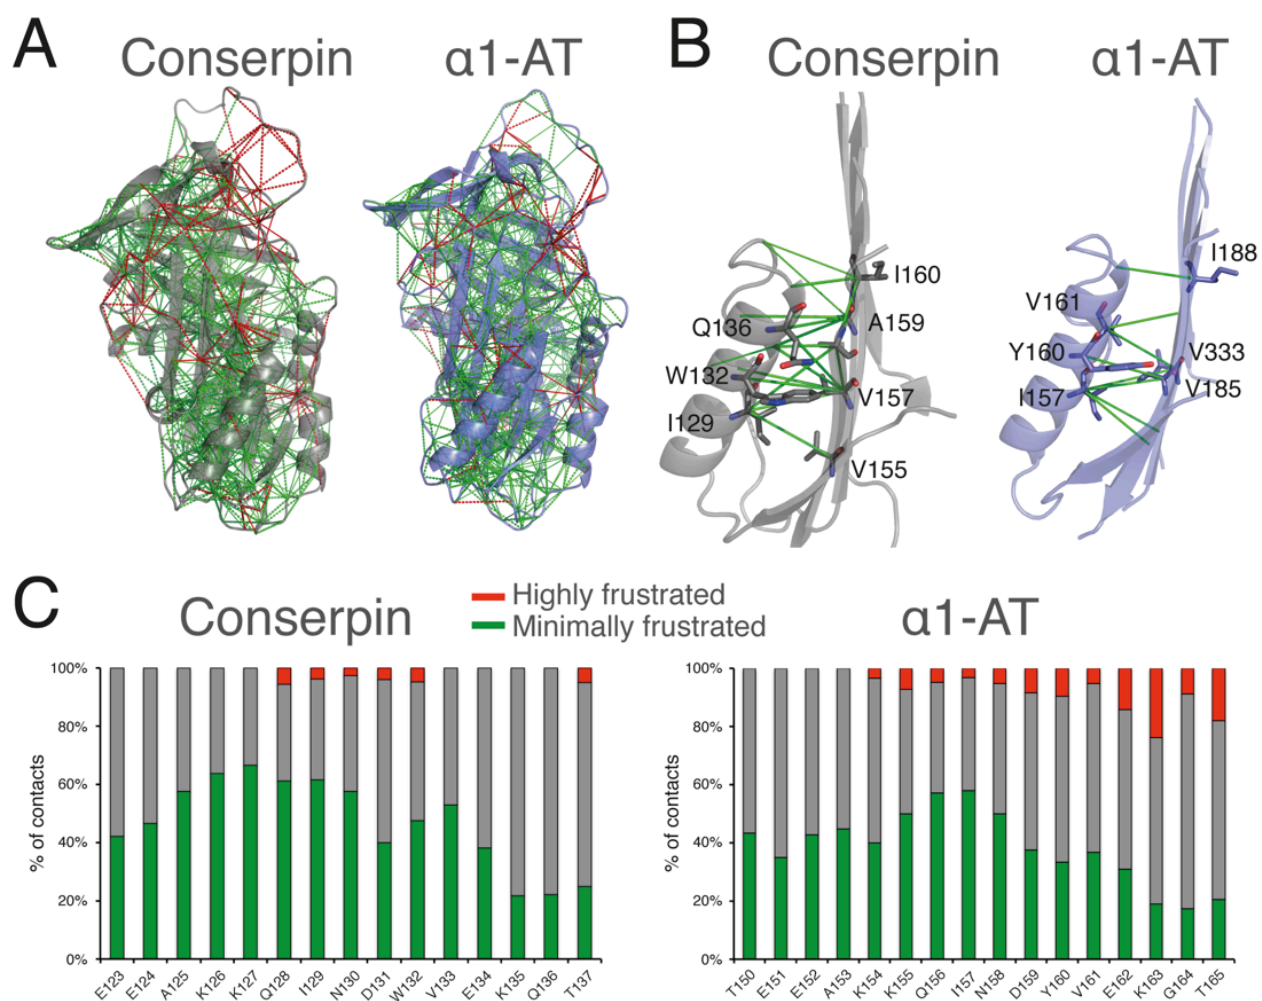 A
Conserpin
α1-AT
B
Conserpin
α1-AT
I160
Q136
A159
W132
V157
I129
V155
I188
V161
Y160
V333
I157
V185
C
Conserpin
Highly frustrated
Minimally frustrated
α1-AT
100%
80%
60%
40%
20%
0%
% of contacts
E123
E124
A125
K126
K127
Q128
I129
N130
D131
W132
V133
E134
K135
Q136
T137
100%
80%
60%
40%
20%
0%
% of contacts
T150
E151
E152
A153
K154
K155
Q156
I157
N158
D159
Y160
V161
E162
K163
G164
T165